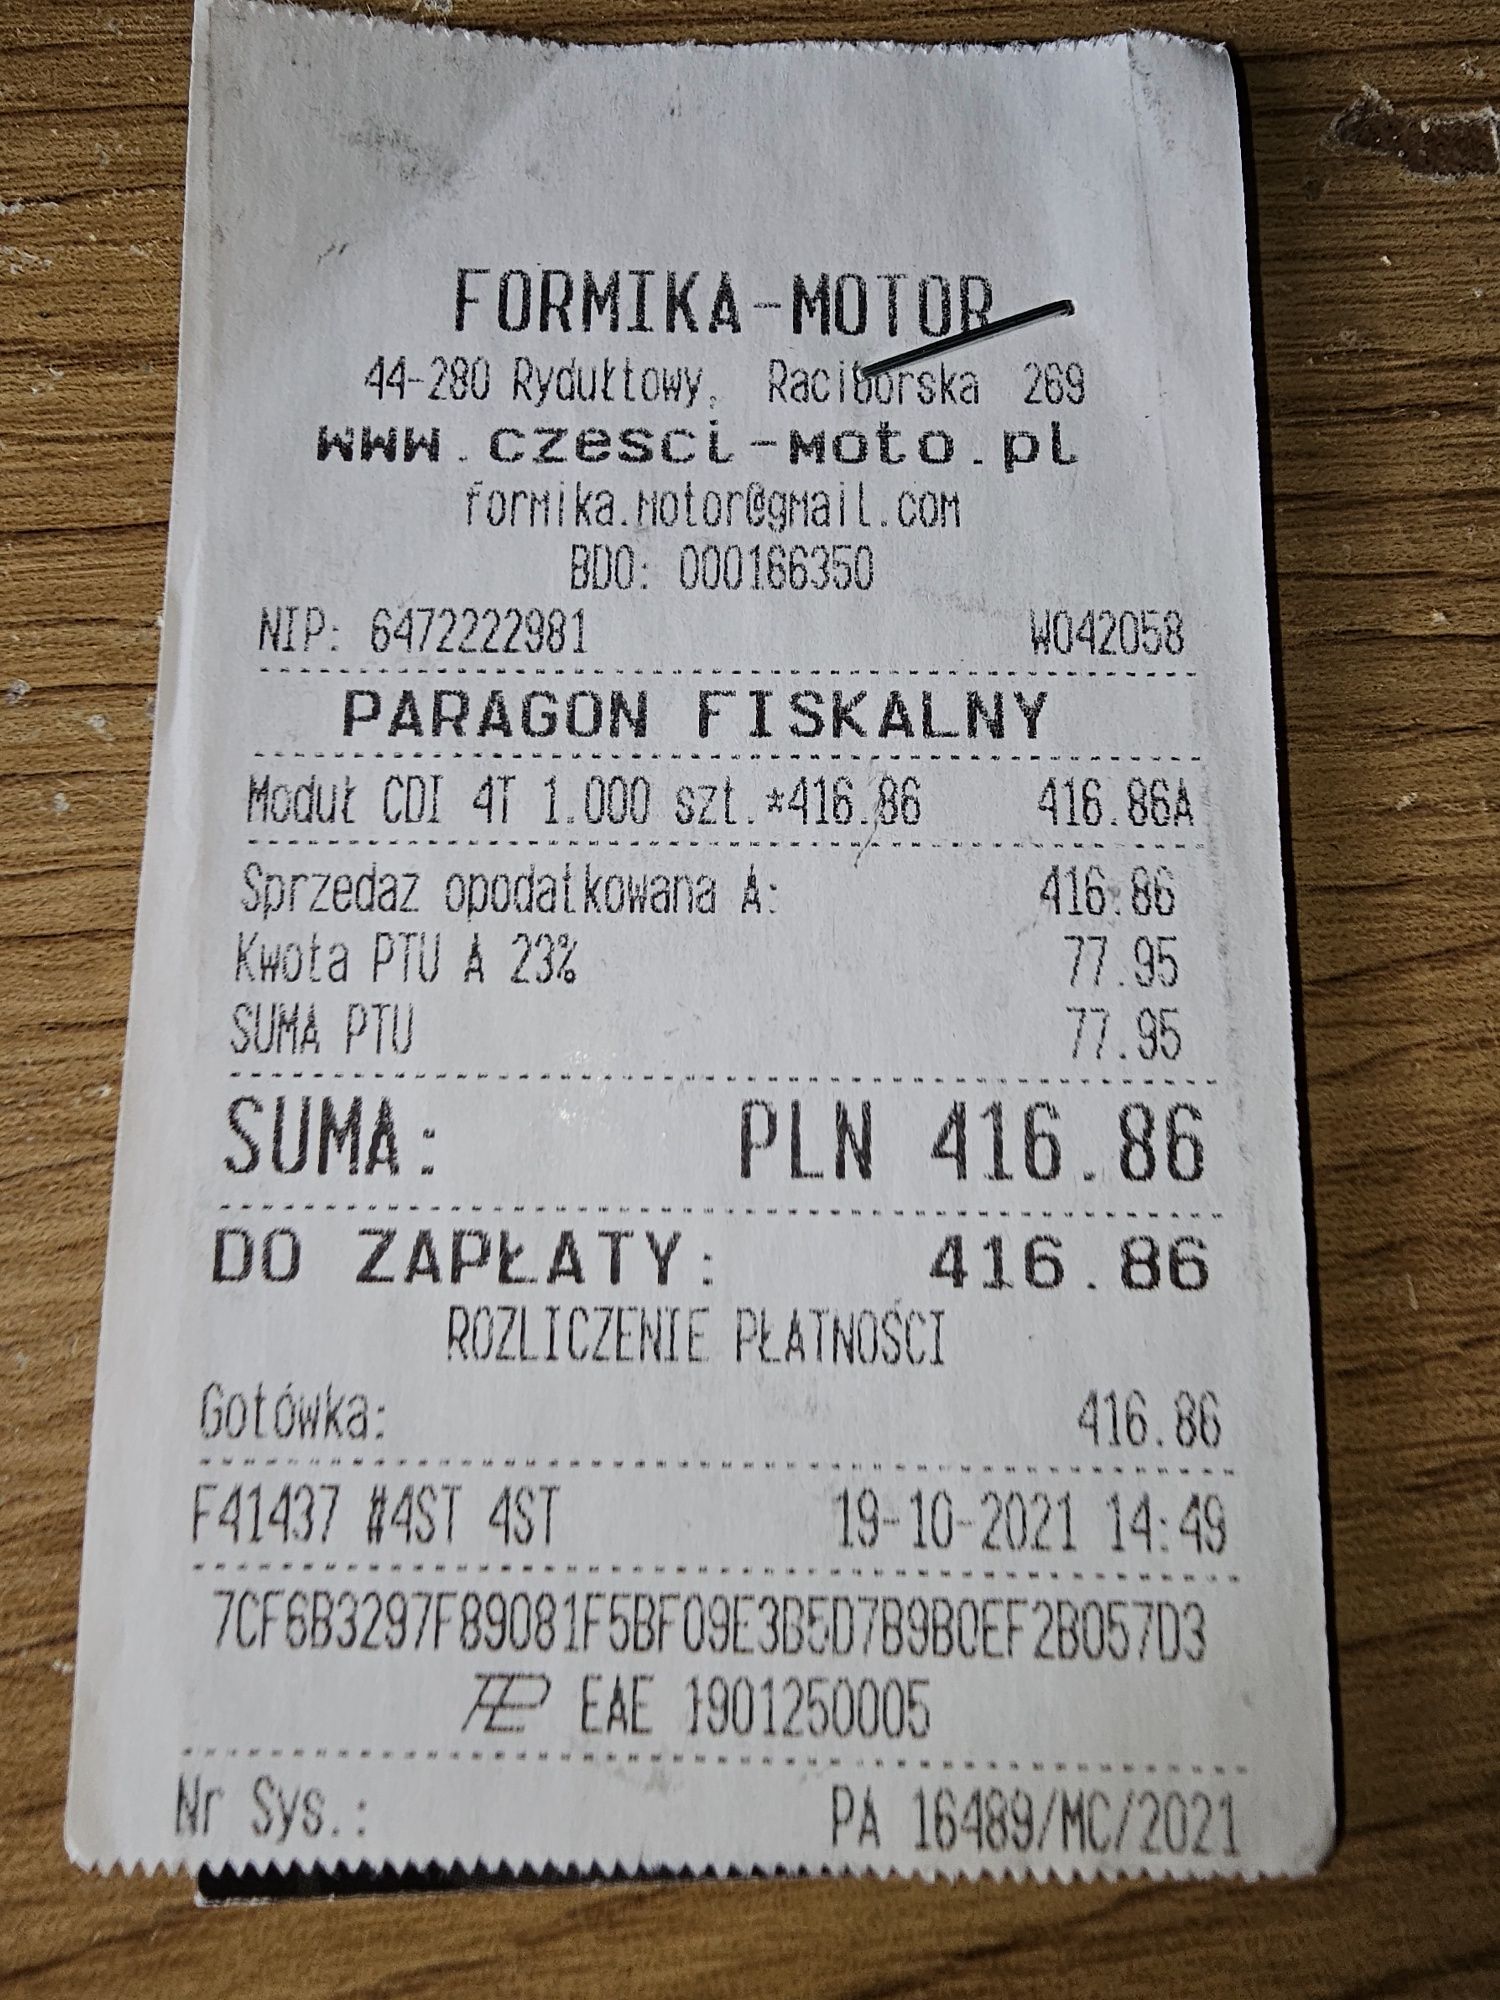 FORMIKA-MOTOR
44-280 Rydułtowy, Raciborska 269
www.czesci-moto.pl
formika.motor@gmail.com
BDO: 000166350
NIP: 6472222981 W042058
PARAGON FISKALNY
Moduł CDI 4T 1.000 szt.*416.86 416.86A
Sprzedaż opodatkowana A: 416.86
Kwota PTU A 23% 77.95
SUMA PTU 77.95
SUMA: PLN 416.86
DO ZAPŁATY: 416.86
ROZLICZENIE PŁATNOŚCI
Gotówka: 416.86
F41437 #4ST 4ST 19-10-2021 14:49
7CF6B3297F89081F5BF09E3B5D7B9B0EF2B057D3
EAE 1901250005
Nr Sys.: PA 16489/MC/2021